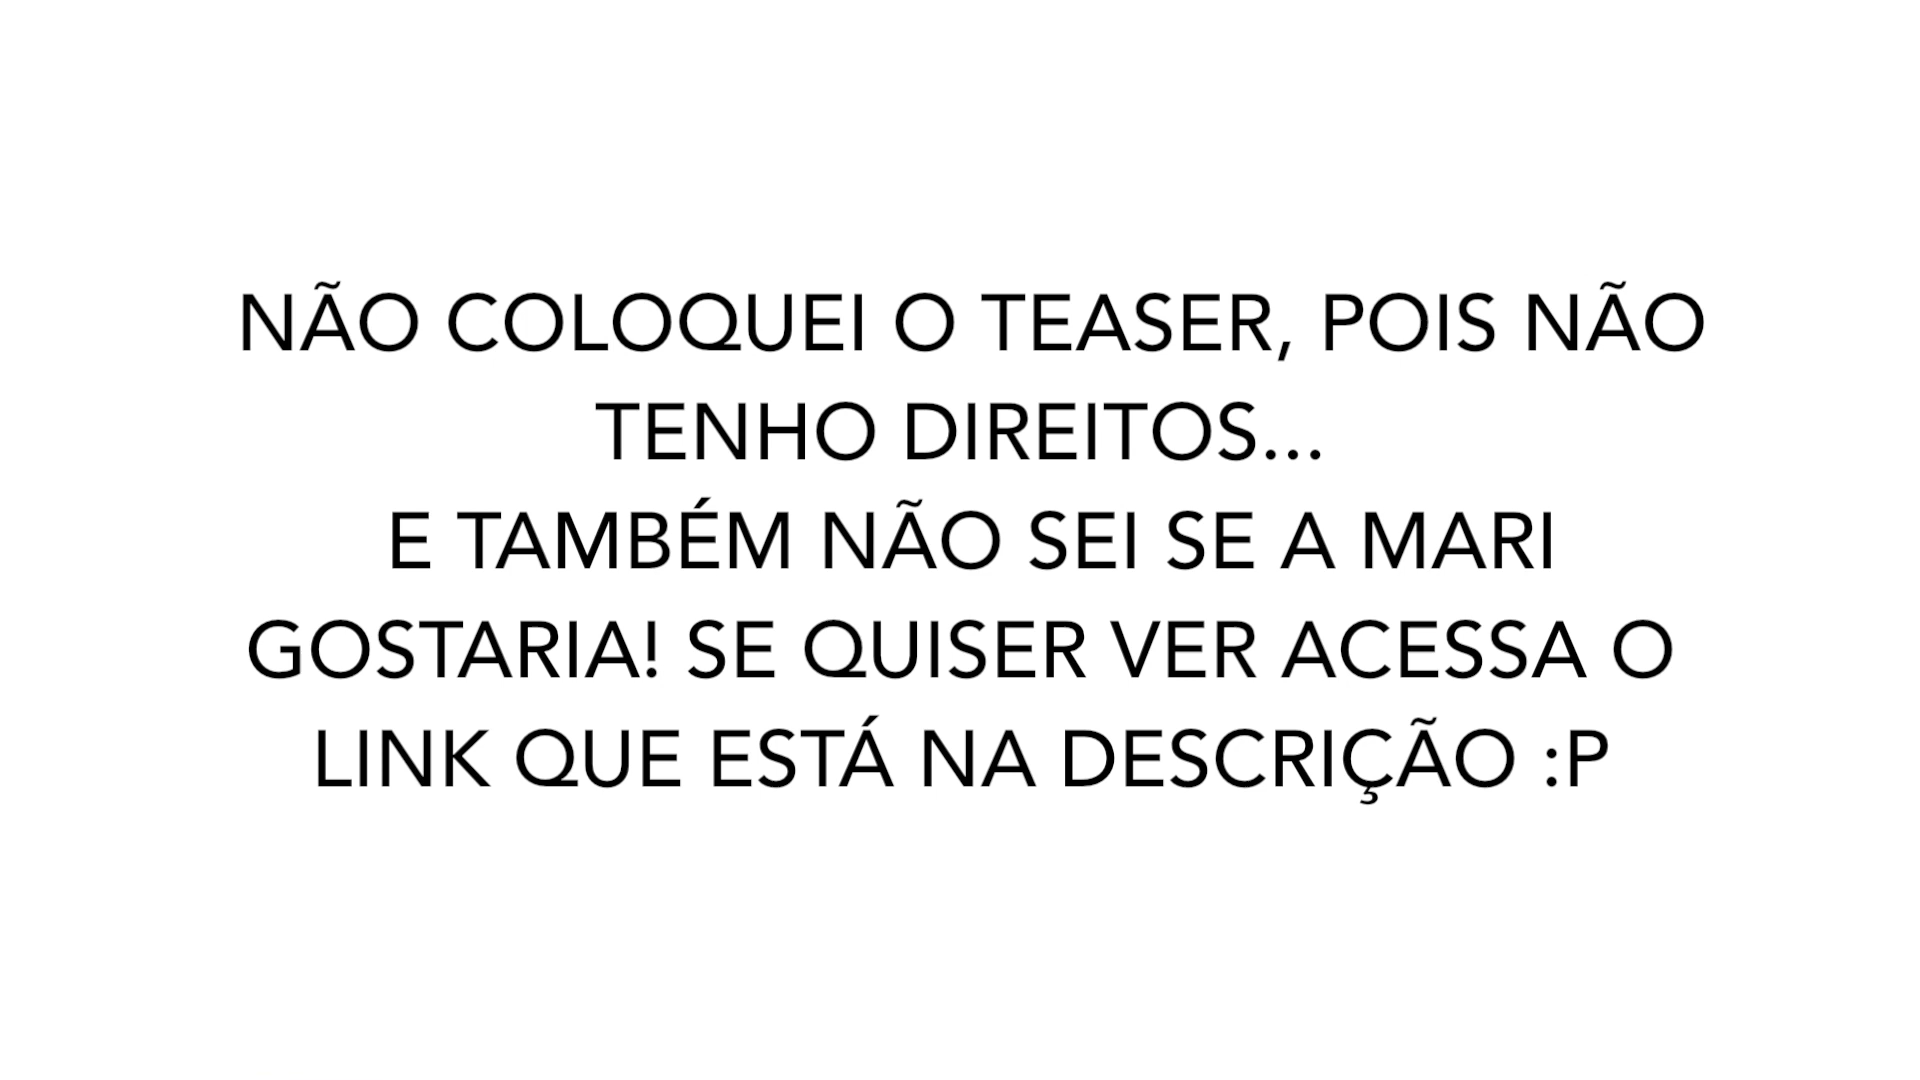 NÃO COLOQUEI O TEASER, POIS NÃO
TENHO DIREITOS...
E TAMBÉM NÃO SEI SE A MARI
GOSTARIA! SE QUISER VER ACESSA O
LINK QUE ESTÁ NA DESCRIÇÃO :P